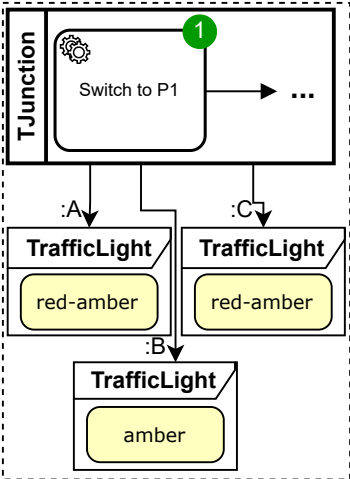 TJunction
1
Switch to P1
...
:A
:C
TrafficLight
TrafficLight
red-amber
red-amber
:B
TrafficLight
amber